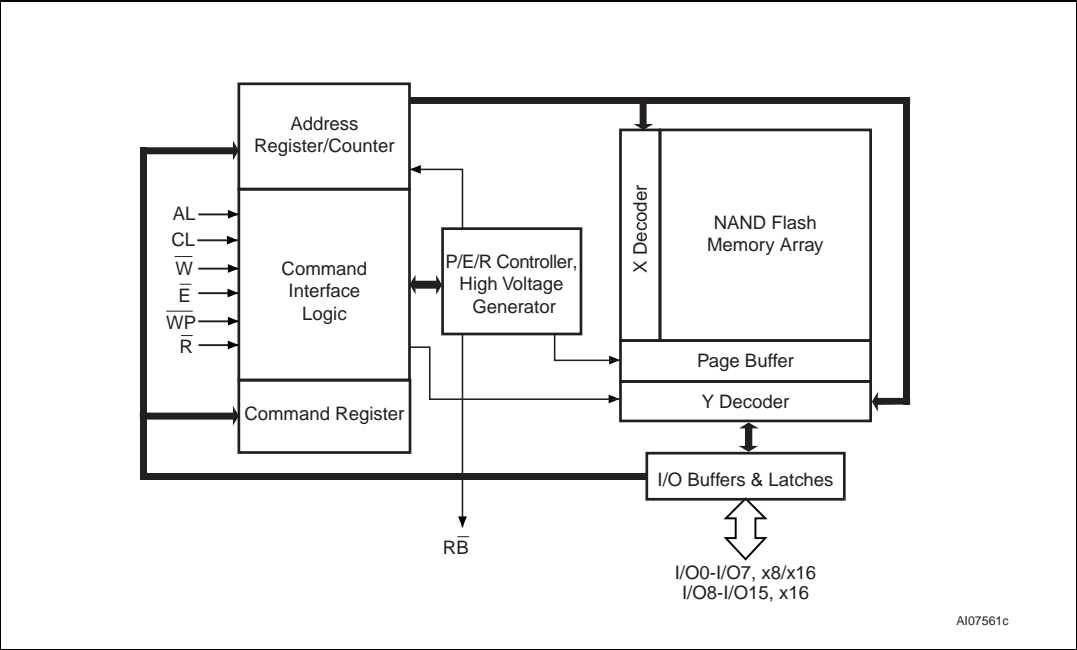 Address
Register/Counter
AL
CL
W̅
E̅
W̅P̅
R̅
Command
Interface
Logic
Command Register
P/E/R Controller,
High Voltage
Generator
RB̅
X Decoder
NAND Flash
Memory Array
Page Buffer
Y Decoder
I/O Buffers & Latches
I/O0-I/O7, x8/x16
I/O8-I/O15, x16
AI07561c